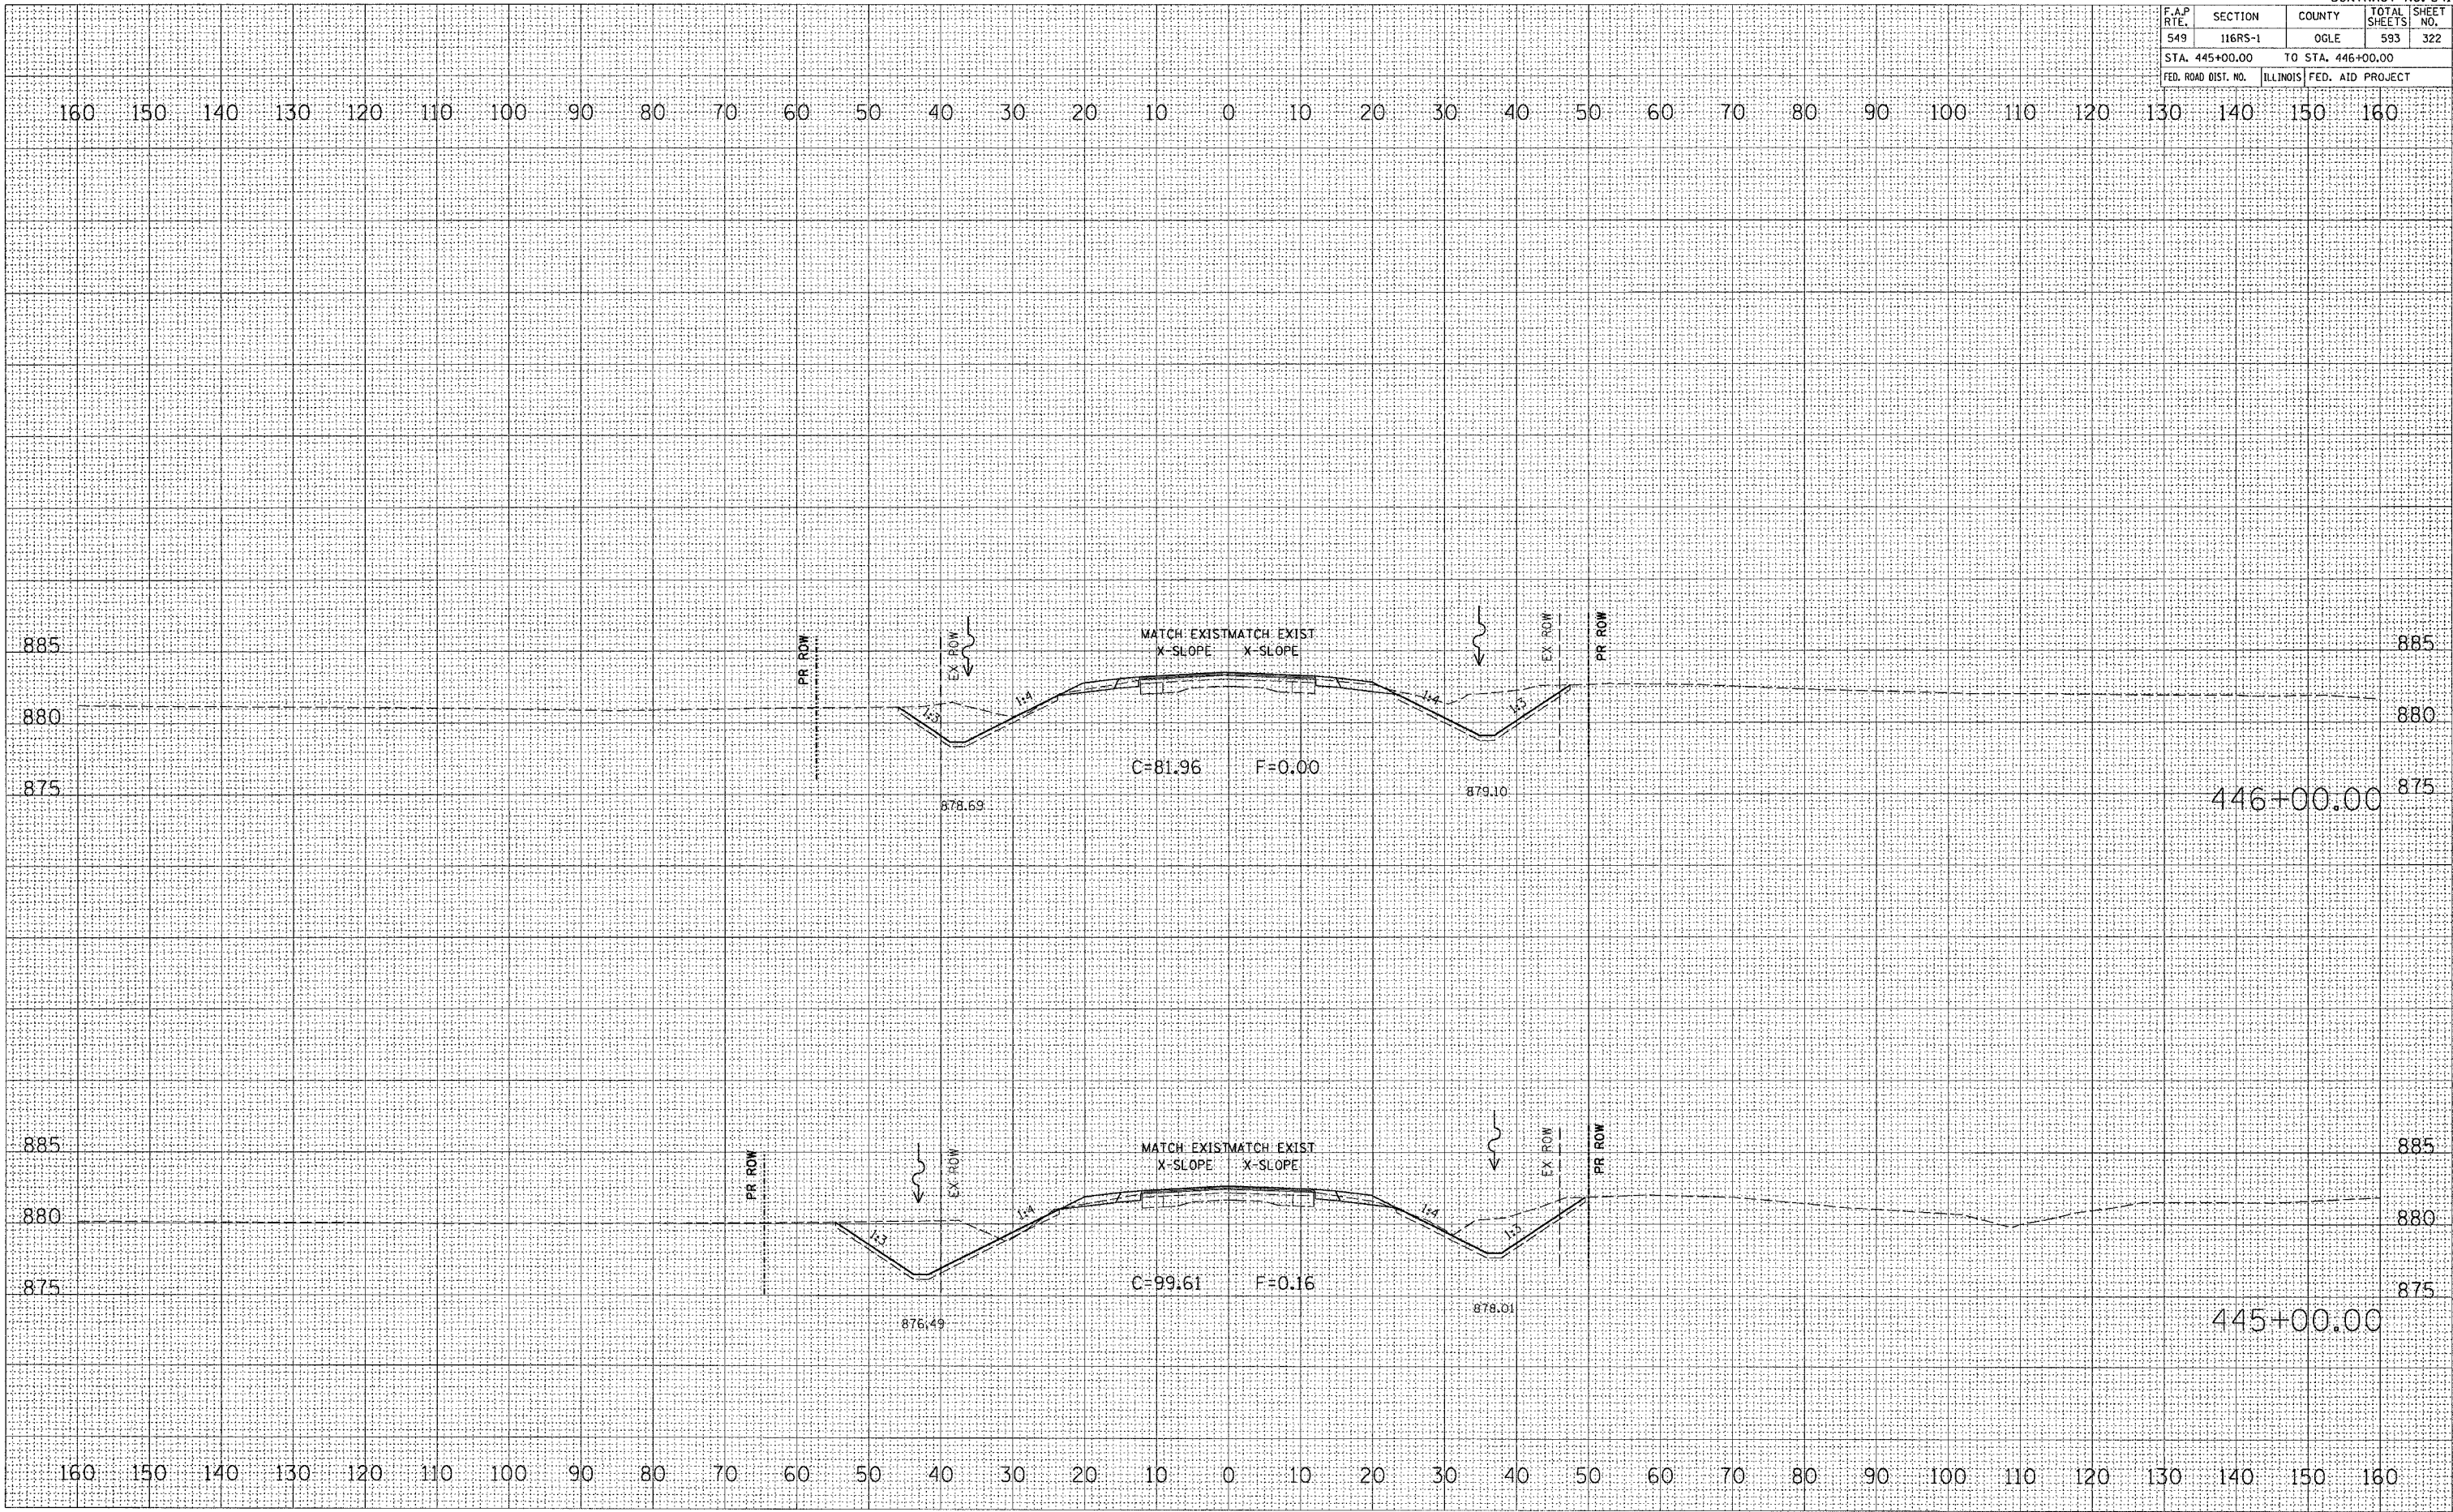 F.A.P RTE. SECTION COUNTY TOTAL SHEETS SHEET NO.
549 116RS-1 OGLE 593 322
STA. 445+00.00 TO STA. 446+00.00
FED. ROAD DIST. NO. ILLINOIS FED. AID PROJECT
160 150 140 130 120 110 100 90 80 70 60 50 40 30 20 10 0 10 20 30 40 50 60 70 80 90 100 110 120 130 140 150 160
PR ROW EX ROW MATCH EXIST MATCH EXIST EX ROW PR ROW
885 X-SLOPE X-SLOPE 885
1:3 1:4 1:4 1:3
880 880
C=81.96 F=0.00
875 875
878.69 879.10 446+00.00
PR ROW EX ROW MATCH EXIST MATCH EXIST EX ROW PR ROW
885 X-SLOPE X-SLOPE 885
1:3 1:4 1:4 1:3
880 880
C=99.61 F=0.16
875 875
876.49 878.01 445+00.00
160 150 140 130 120 110 100 90 80 70 60 50 40 30 20 10 0 10 20 30 40 50 60 70 80 90 100 110 120 130 140 150 160